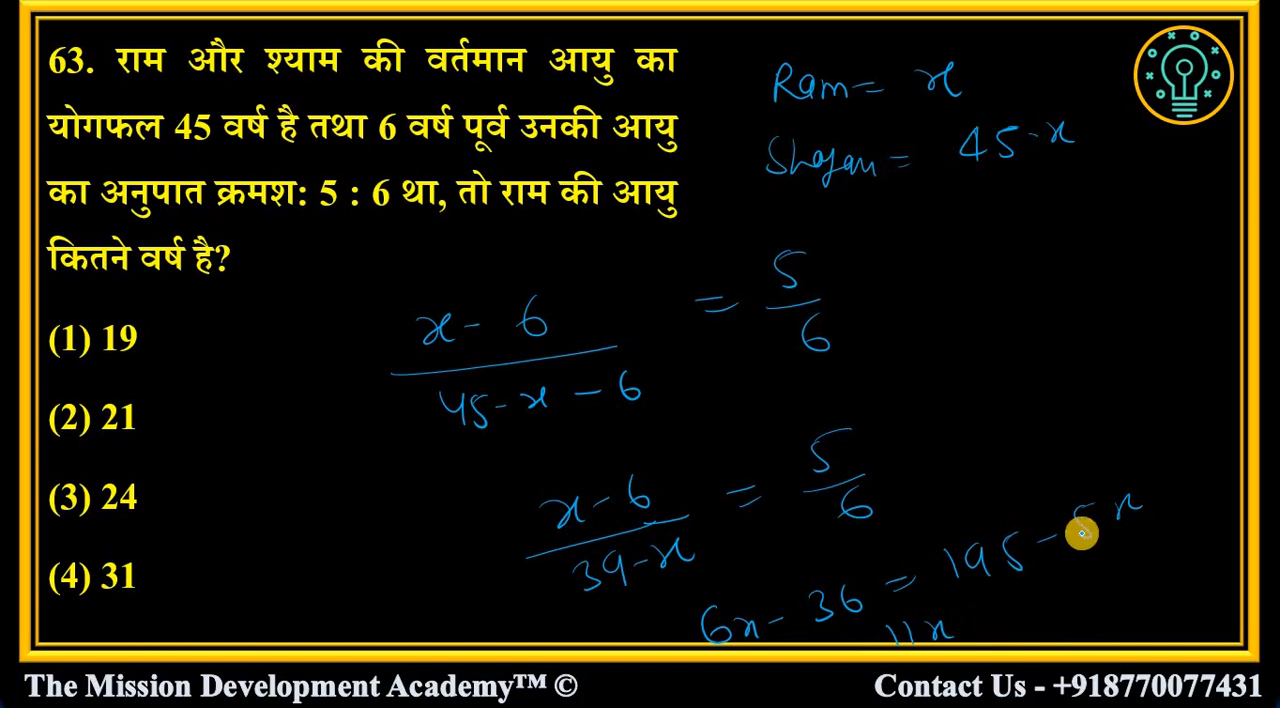 63. राम और श्याम की वर्तमान आयु का
योगफल 45 वर्ष है तथा 6 वर्ष पूर्व उनकी आयु
का अनुपात क्रमश: 5 : 6 था, तो राम की आयु
कितने वर्ष है?
(1) 19
(2) 21
(3) 24
(4) 31
Ram = x
Shyam = 45-x
x - 6 / 45-x - 6 = 5/6
x-6 / 39-x = 5/6
6x - 36 = 195 - 5x
11x
The Mission Development Academy™ ©
Contact Us - +918770077431